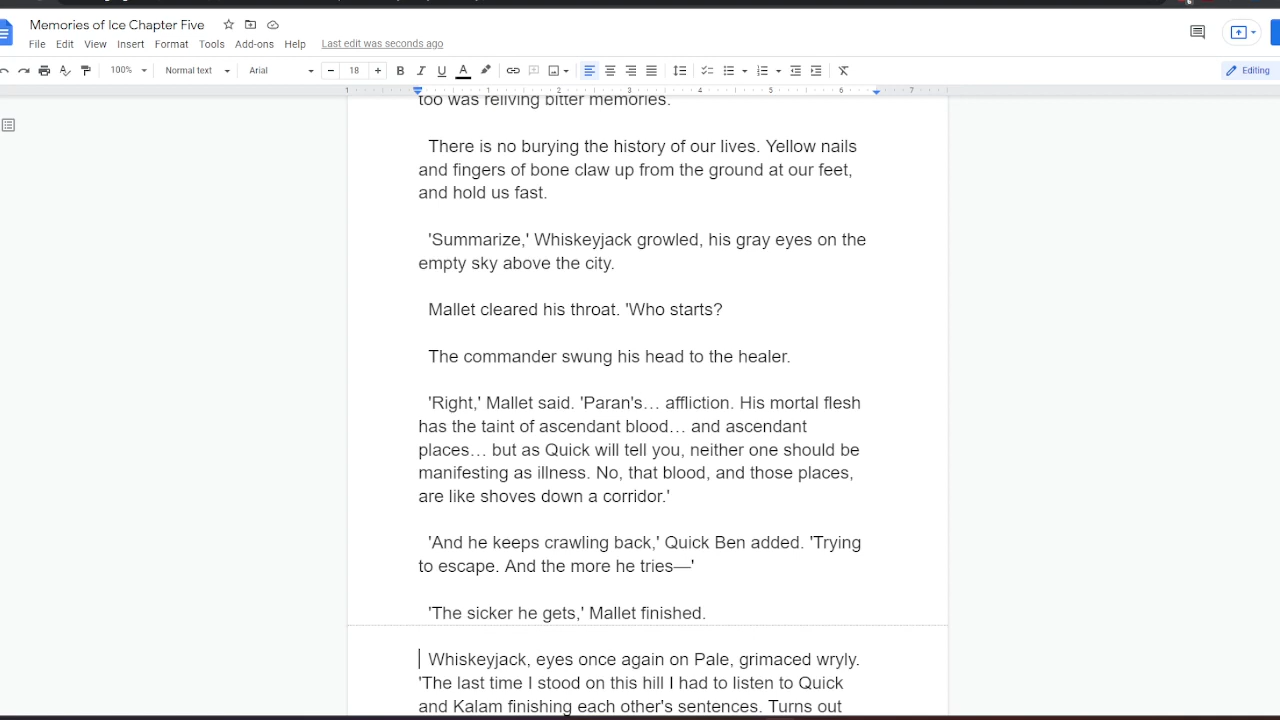 Memories of Ice Chapter Five
File Edit View Insert Format Tools Add-ons Help Last edit was seconds ago
100% Normal text Arial 18 B I U A Editing
1 1 2 3 4 5 6 7
too was reliving bitter memories.
There is no burying the history of our lives. Yellow nails
and fingers of bone claw up from the ground at our feet,
and hold us fast.
'Summarize,' Whiskeyjack growled, his gray eyes on the
empty sky above the city.
Mallet cleared his throat. 'Who starts?
The commander swung his head to the healer.
'Right,' Mallet said. 'Paran's… affliction. His mortal flesh
has the taint of ascendant blood… and ascendant
places… but as Quick will tell you, neither one should be
manifesting as illness. No, that blood, and those places,
are like shoves down a corridor.'
'And he keeps crawling back,' Quick Ben added. 'Trying
to escape. And the more he tries—'
'The sicker he gets,' Mallet finished.
Whiskeyjack, eyes once again on Pale, grimaced wryly.
'The last time I stood on this hill I had to listen to Quick
and Kalam finishing each other's sentences. Turns out